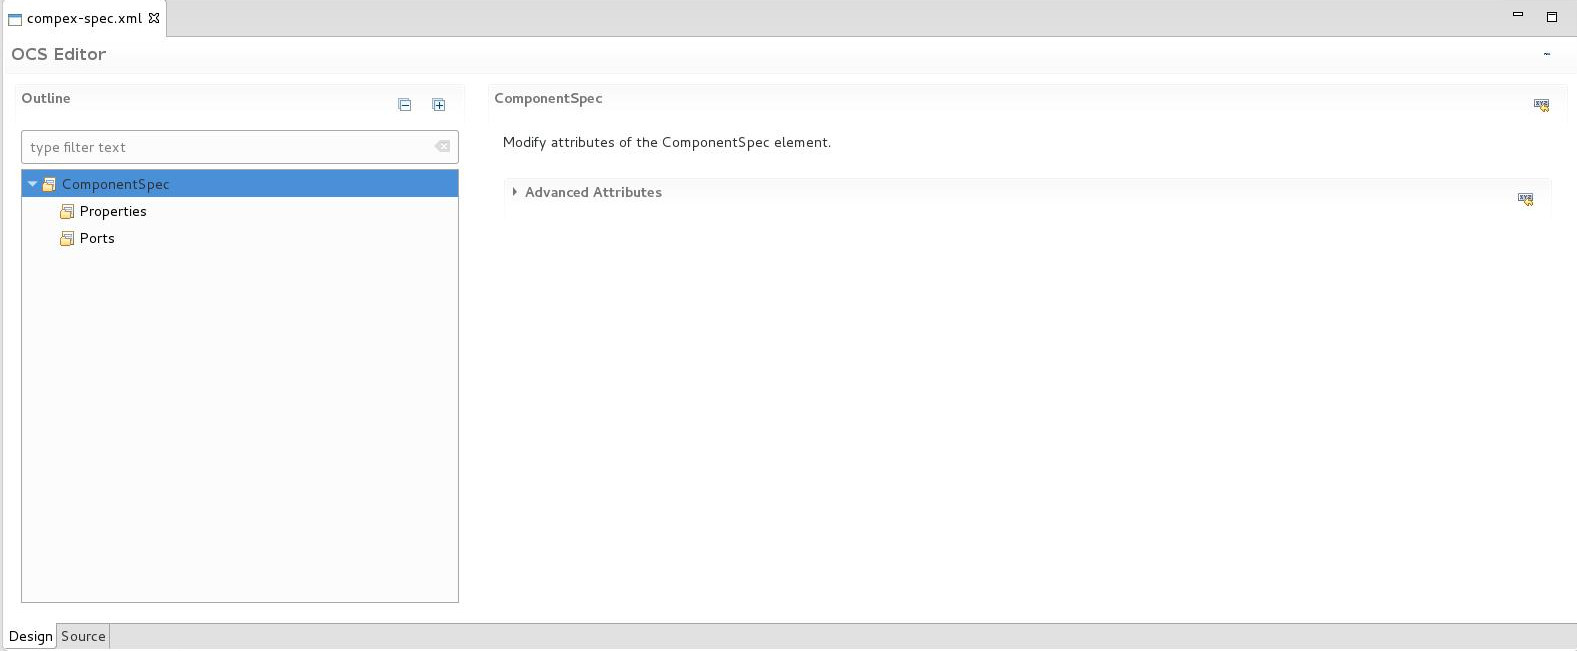 compex-spec.xml
OCS Editor
Outline
type filter text
ComponentSpec
Properties
Ports
ComponentSpec
Modify attributes of the ComponentSpec element.
Advanced Attributes
Design
Source